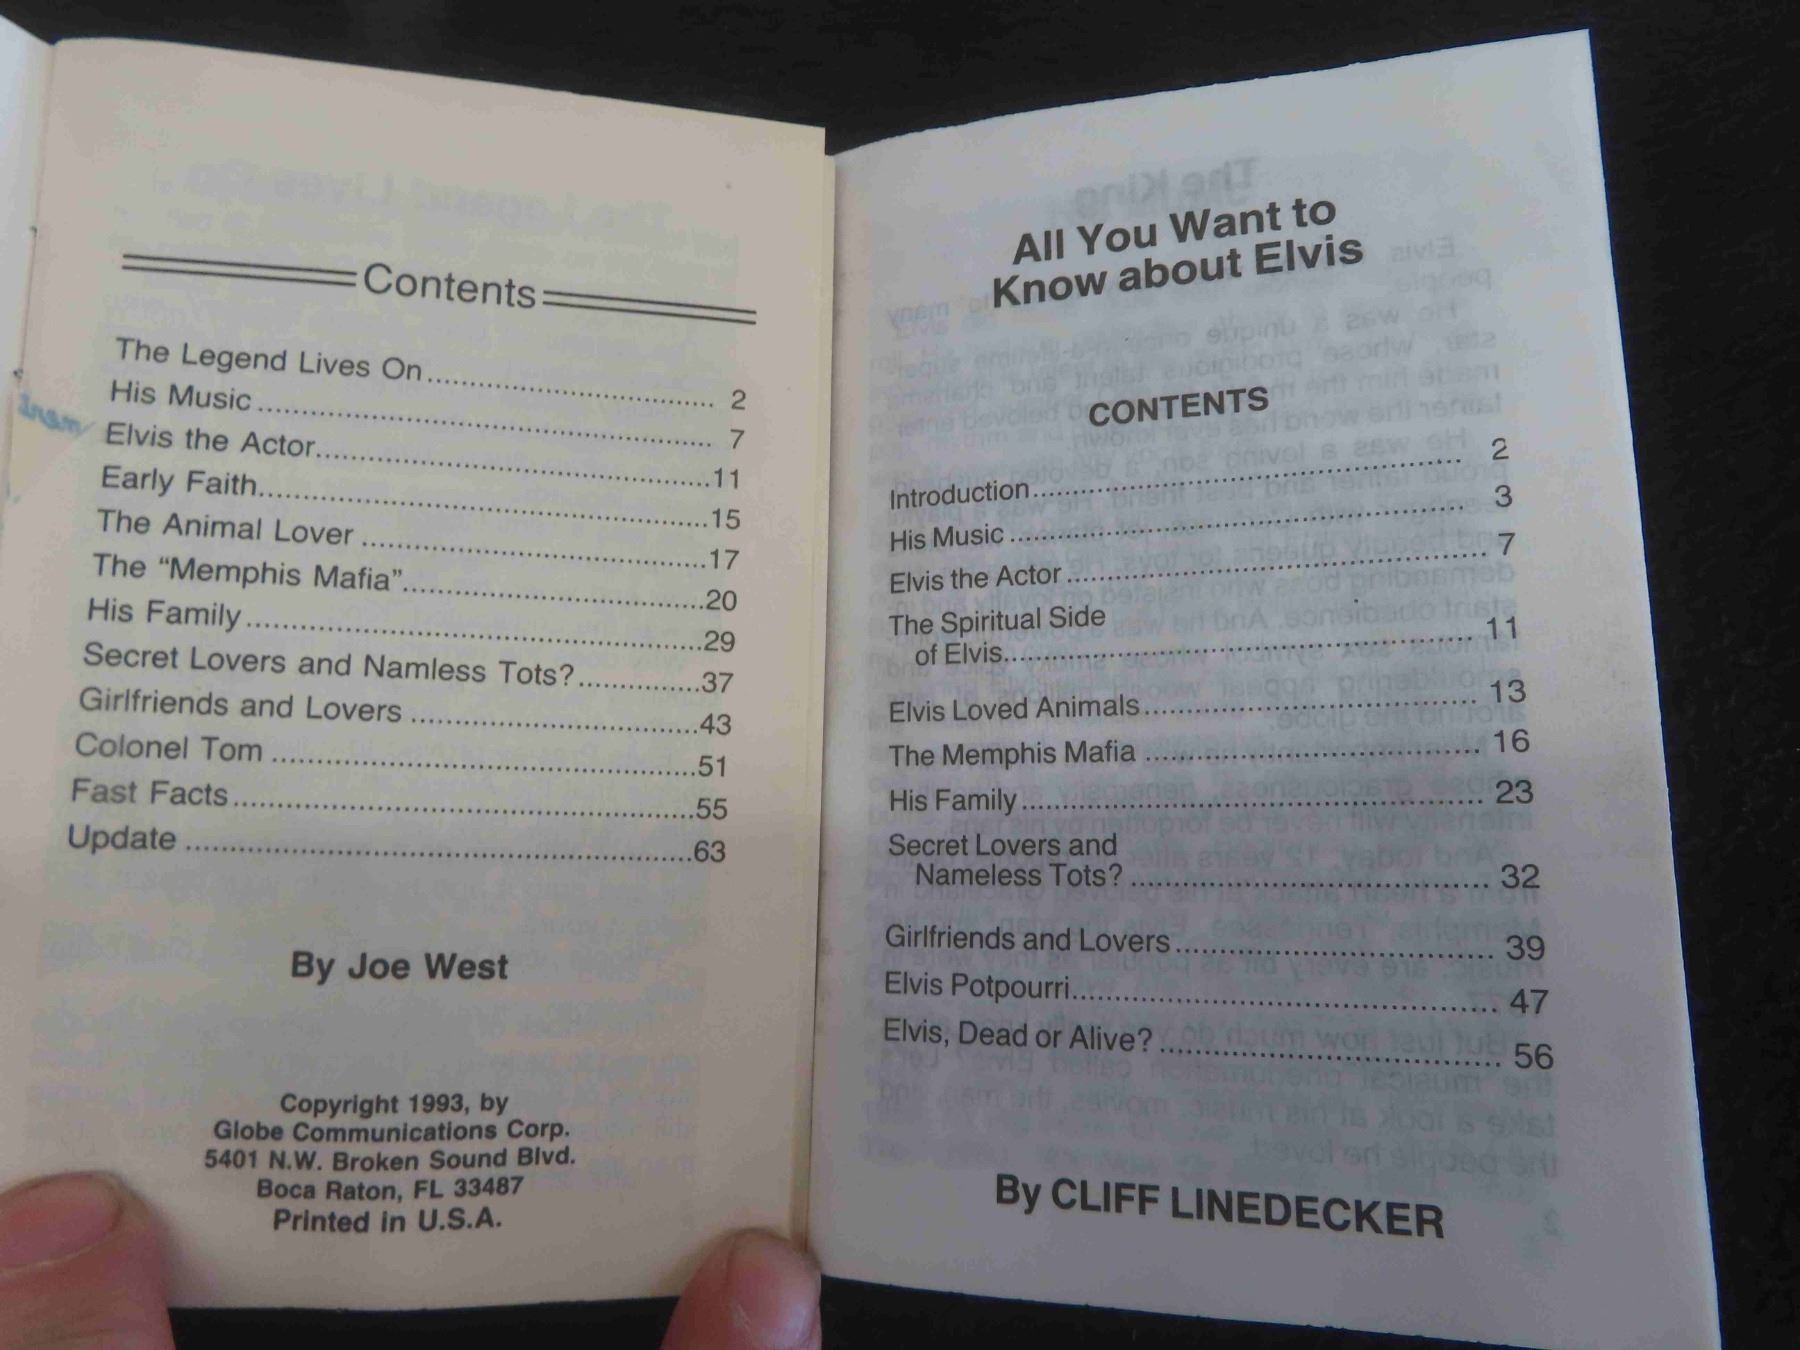 Contents
The Legend Lives On........ 2
His Music........ 7
Elvis the Actor........11
Early Faith........15
The Animal Lover........17
The “Memphis Mafia”........20
His Family........29
Secret Lovers and Namless Tots?........37
Girlfriends and Lovers........43
Colonel Tom........51
Fast Facts........55
Update........63
By Joe West
Copyright 1993, by
Globe Communications Corp.
5401 N.W. Broken Sound Blvd.
Boca Raton, FL 33487
Printed in U.S.A.
All You Want to
Know about Elvis
CONTENTS
Introduction........ 2
His Music........ 3
Elvis the Actor........ 7
The Spiritual Side
of Elvis........ 11
Elvis Loved Animals........ 13
The Memphis Mafia........ 16
His Family........ 23
Secret Lovers and
Nameless Tots?........ 32
Girlfriends and Lovers........ 39
Elvis Potpourri........ 47
Elvis, Dead or Alive?........ 56
By CLIFF LINEDECKER